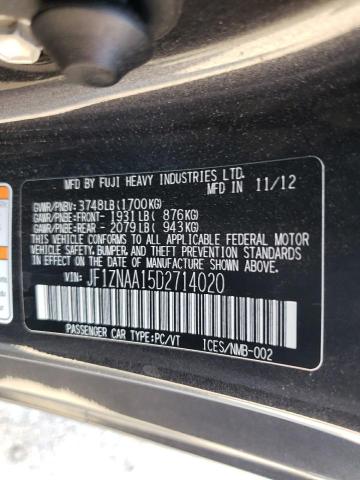 MFD BY FUJI HEAVY INDUSTRIES LTD.
MFD IN 11/12
GVWR/PNBV: 3748LB(1700KG)
GAWR/PNBE:FRONT- 1931LB( 876KG)
GAWR/PNBE:REAR - 2079LB( 943KG)
THIS VEHICLE CONFORMS TO ALL APPLICABLE FEDERAL MOTOR
VEHICLE SAFETY, BUMPER, AND THEFT PREVENTION STANDARDS
IN EFFECT ON THE DATE OF MANUFACTURE SHOWN ABOVE.
VIN: JF1ZNAA15D2714020
PASSENGER CAR TYPE:PC/VT ICES/NMB-002